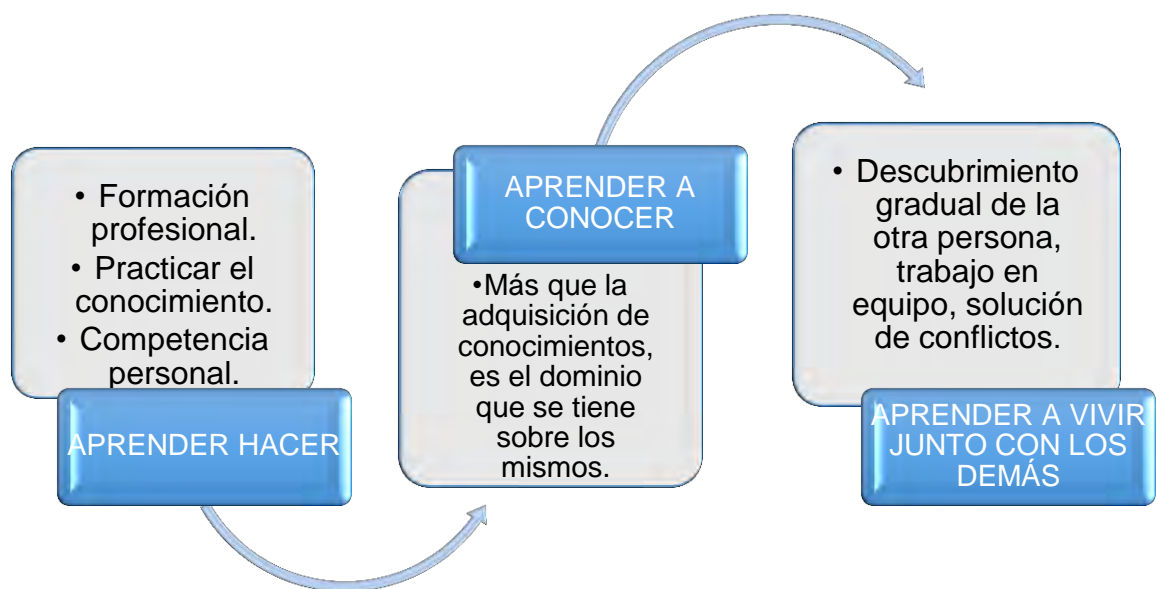 • Formación
profesional.
• Practicar el
conocimiento.
• Competencia
personal.
APRENDER HACER
APRENDER A
CONOCER
•Más que la
adquisición de
conocimientos,
es el dominio
que se tiene
sobre los
mismos.
• Descubrimiento
gradual de la
otra persona,
trabajo en
equipo, solución
de conflictos.
APRENDER A VIVIR
JUNTO CON LOS
DEMÁS